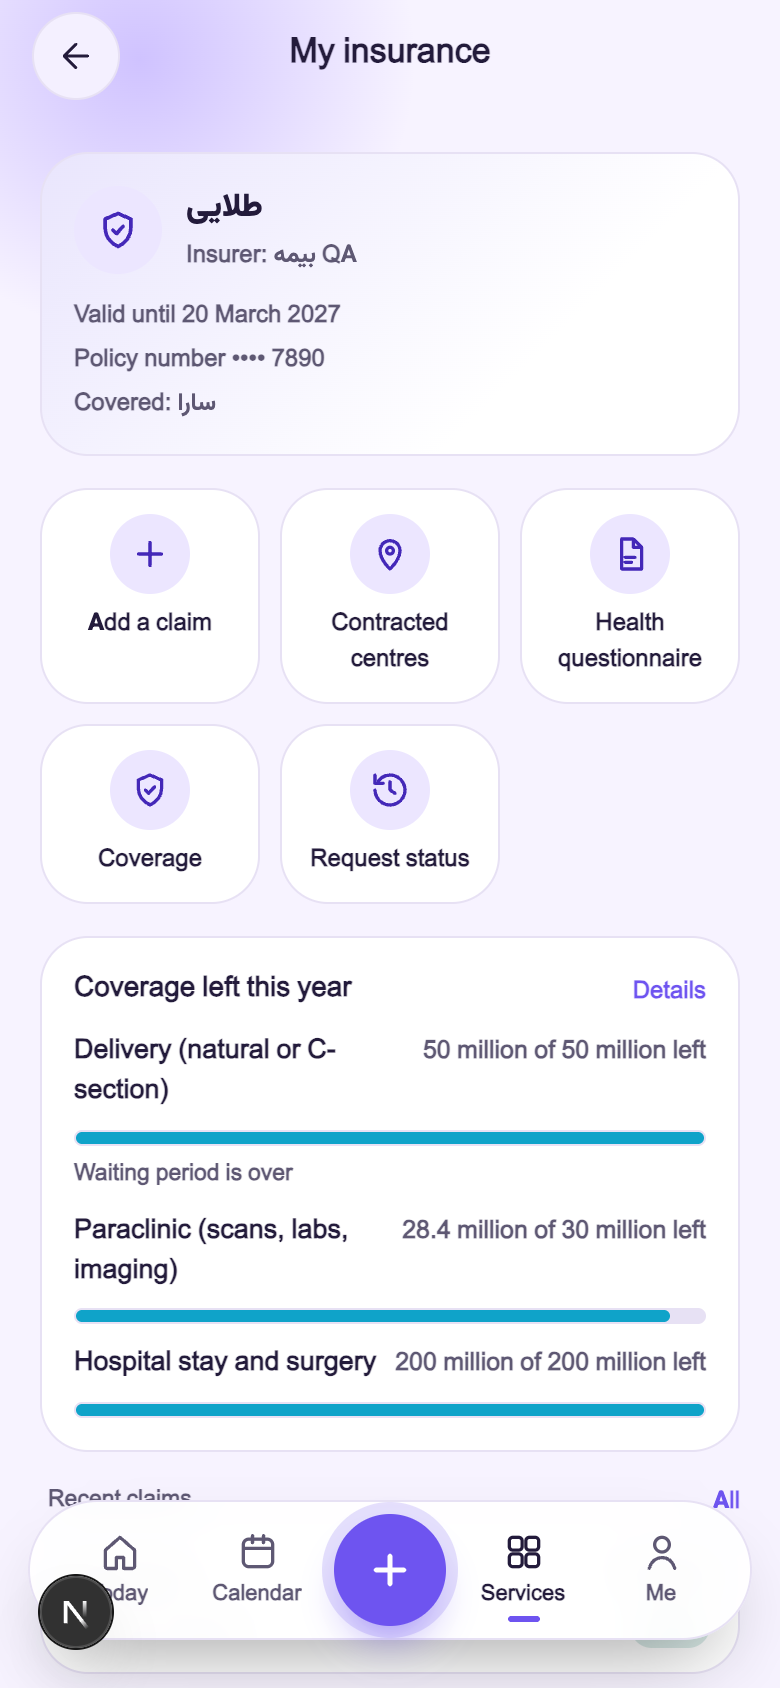 My insurance
طلایی
Insurer: بیمه QA
Valid until 20 March 2027
Policy number •••• 7890
Covered: سارا
Add a claim
Contracted
centres
Health
questionnaire
Coverage
Request status
Coverage left this year
Details
Delivery (natural or C-
section)
50 million of 50 million left
Waiting period is over
Paraclinic (scans, labs,
imaging)
28.4 million of 30 million left
Hospital stay and surgery
200 million of 200 million left
Recent claims
All
Calendar
Services
Me
N